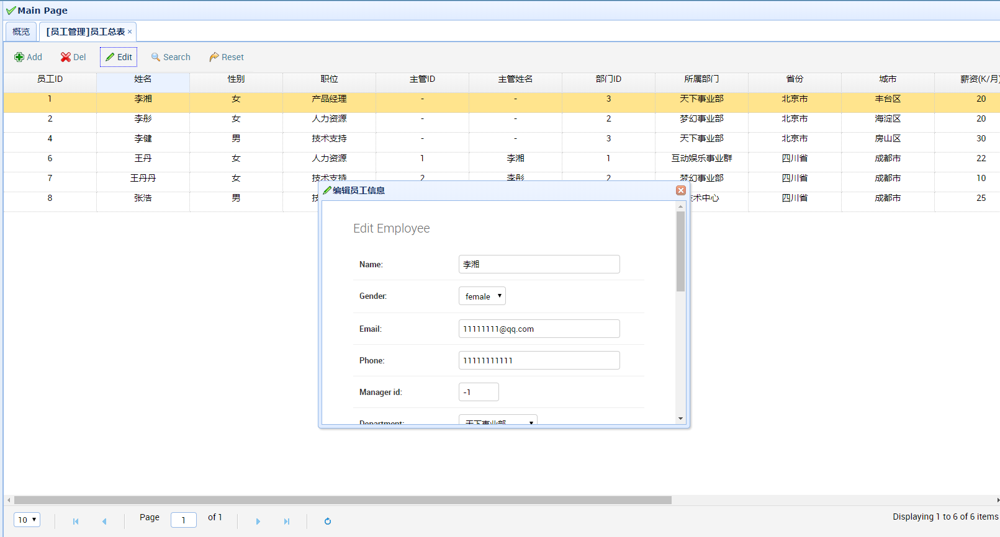 Main Page
概览 [员工管理]员工总表 ×
Add Del Edit Search Reset
员工ID 姓名 性别 职位 主管ID 主管姓名 部门ID 所属部门 省份 城市 薪资(K/月)
1 李湘 女 产品经理 - - 3 天下事业部 北京市 丰台区 20
2 李彤 女 人力资源 - - 2 梦幻事业部 北京市 海淀区 20
4 李健 男 技术支持 - - 3 天下事业部 北京市 房山区 30
6 王丹 女 人力资源 1 李湘 1 互动娱乐事业群 四川省 成都市 22
7 王丹丹 女 技术支持 2 李彤 2 梦幻事业部 四川省 成都市 10
8 张浩 男 术中心 四川省 成都市 25
编辑员工信息
Edit Employee
Name: 李湘
Gender: female
Email: 11111111@qq.com
Phone: 11111111111
Manager id: -1
Department: 天下事业部
10 Page 1 of 1 Displaying 1 to 6 of 6 items